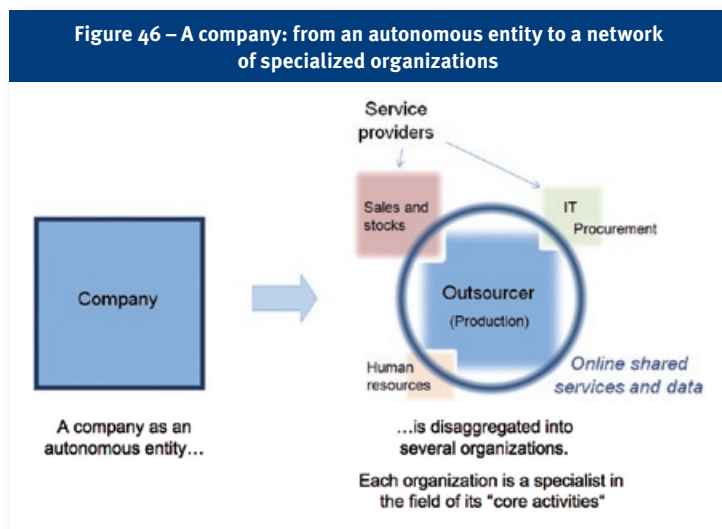 Figure 46 – A company: from an autonomous entity to a network
of specialized organizations
Company
A company as an
autonomous entity...
Service
providers
Sales and
stocks
IT
Procurement
Outsourcer
(Production)
Human
resources
Online shared
services and data
...is disaggregated into
several organizations.
Each organization is a specialist in
the field of its "core activities"